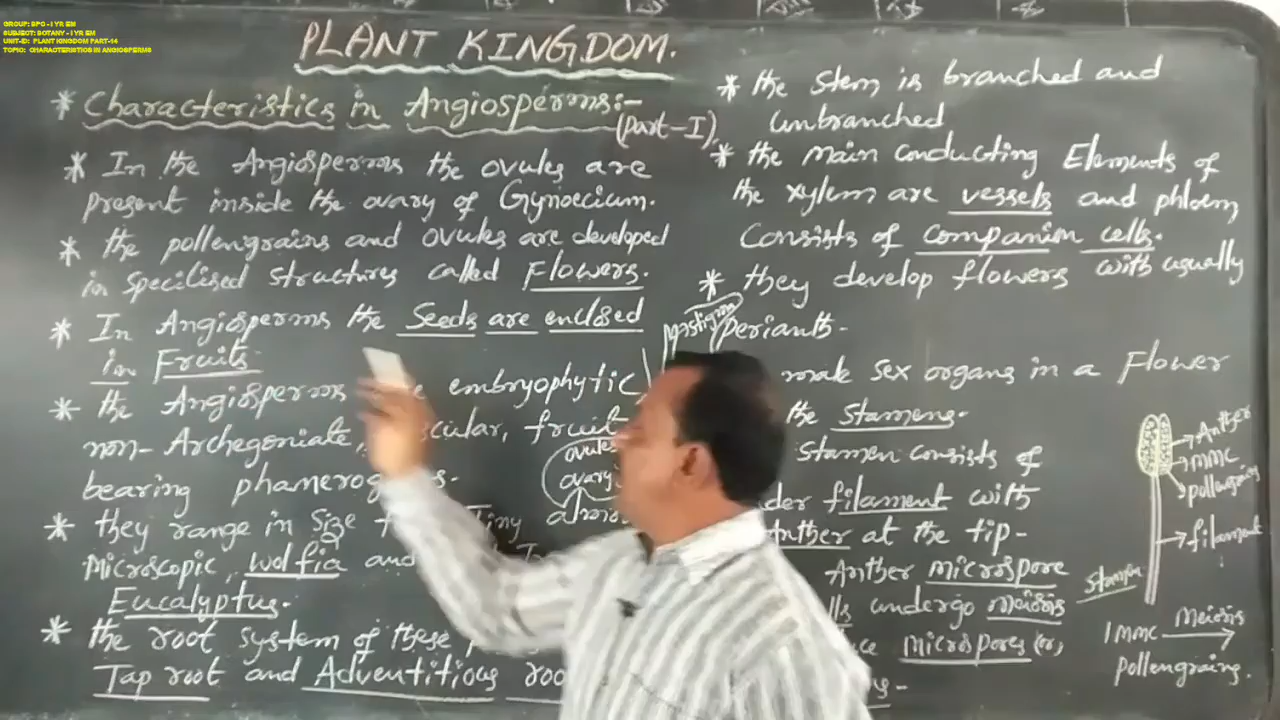 GROUP: BPC - I YR EM
SUBJECT: BOTANY - I YR EM
UNIT-ID: PLANT KINGDOM PART-14
TOPIC: CHARACTERISTICS IN ANGIOSPERMS
PLANT KINGDOM.
* Characteristics in Angiosperms:-
(Part-I)
* In the Angiosperms the ovules are
present inside the ovary of Gynoecium.
* the pollengrains and ovules are developed
in specilised structures called Flowers.
* In Angiosperms the Seeds are enclosed
in Fruits.
* the Angiosperms embryophytic,
non-Archegoniate, fruit
bearing
* they range in size Tiny
Microscopic, Wolfia and
Eucalyptus.
* the root system of these
Tap root and Adventitious
ovules
ovary
* the stem is branched and
unbranched
* the main conducting Elements of
the xylem are vessels and phloem
Consists of companion cells.
* they develop flowers with usually
perianth.
male sex organs in a Flower
the stamens.
Stamen consists of
filament with
Anther at the tip.
Anther microspore
undergo meiosis
microspores (or)
Anther
MMC
pollengrains
filament
Stamen
1MMC Meiosis
pollengrains.